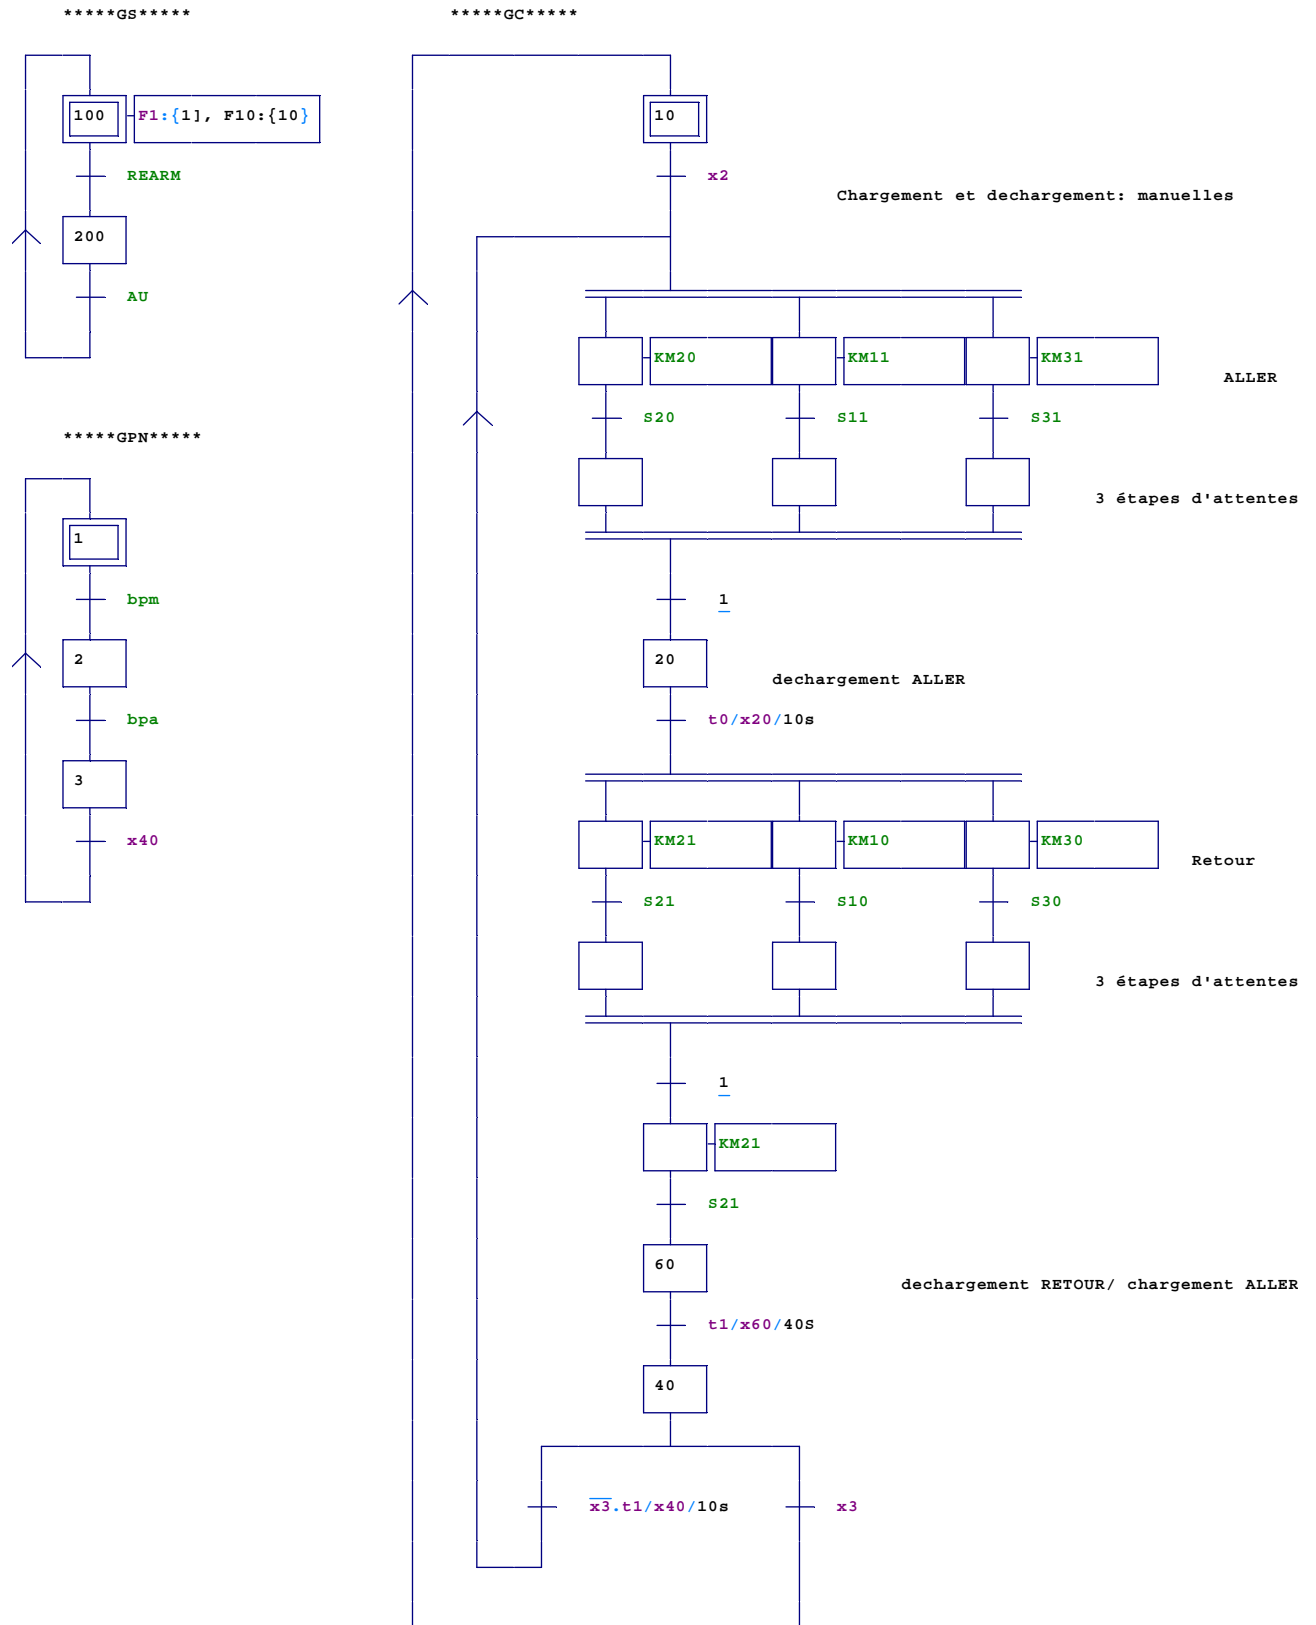 *****GS*****
100 F1:{1], F10:{10}
REARM
200
AU
*****GPN*****
1
bpm
2
bpa
3
x40
*****GC*****
10
x2
Chargement et dechargement: manuelles
KM20 KM11 KM31
ALLER
S20 S11 S31
3 étapes d'attentes
1
20
dechargement ALLER
t0/x20/10s
KM21 KM10 KM30
Retour
S21 S10 S30
3 étapes d'attentes
1
KM21
S21
60
dechargement RETOUR/ chargement ALLER
t1/x60/40S
40
x3.t1/x40/10s x3